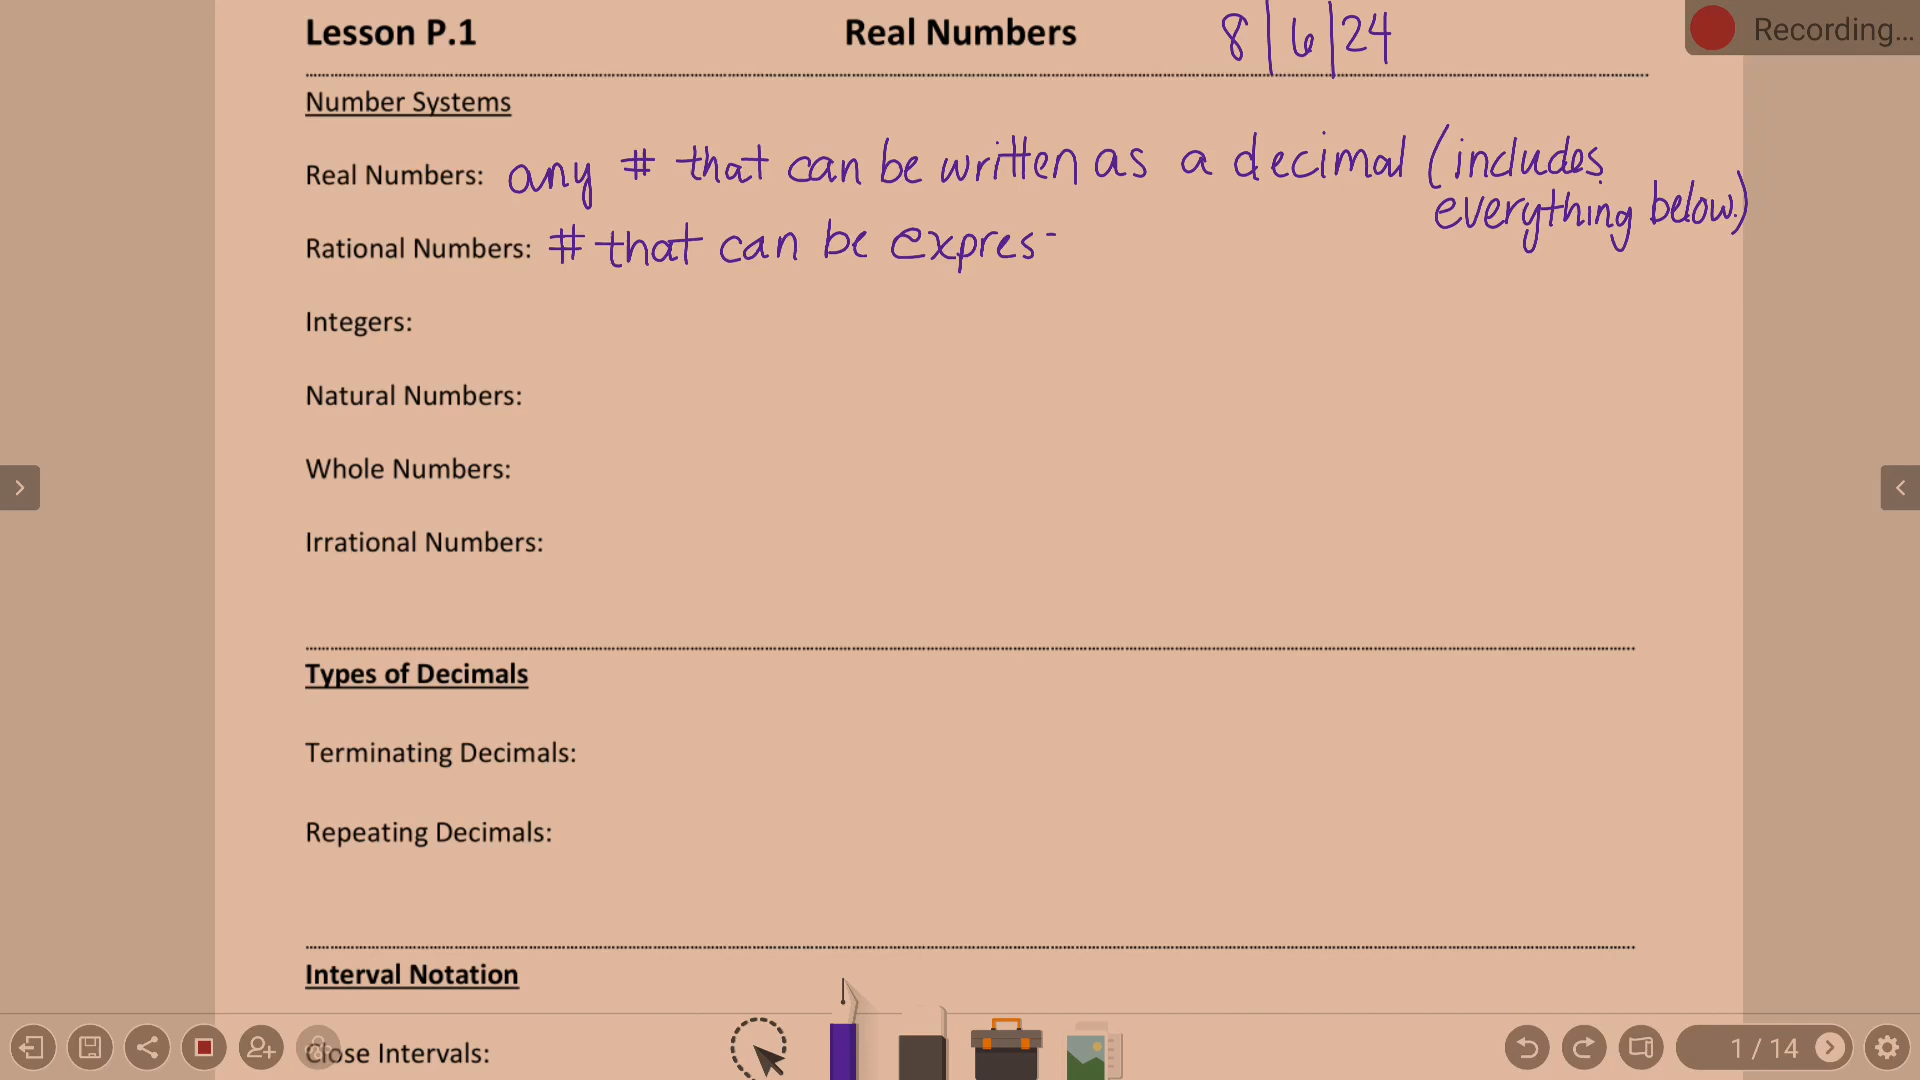 Lesson P.1 Real Numbers 8/6/24
Recording...
Number Systems
Real Numbers: any # that can be written as a decimal (includes
everything below.)
Rational Numbers: # that can be expres
Integers:
Natural Numbers:
Whole Numbers:
Irrational Numbers:
Types of Decimals
Terminating Decimals:
Repeating Decimals:
Interval Notation
Close Intervals:
1 / 14